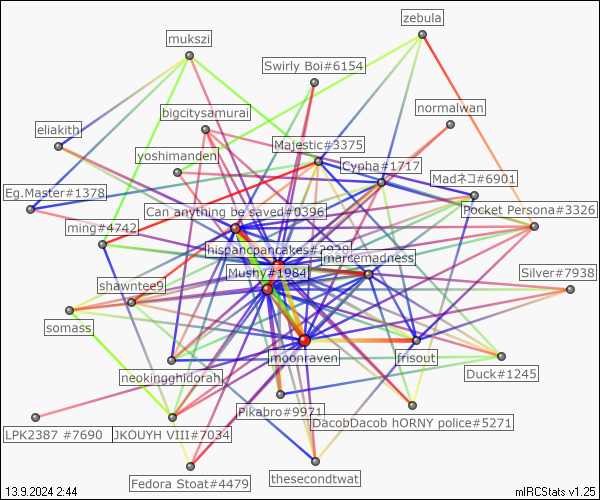 zebula
mukszi
Swirly Boi#6154
bigcitysamurai
normalwan
eliakith
Majestic#3375
yoshimanden
Cypha#1717
Eg.Master#1378
Madネコ#6901
Can anything be saved#0396
Pocket Persona#3326
ming#4742
hispancpancakes#2020
marcemadness
Mushy#1984
Silver#7938
shawntee9
somass
moonraven
frisout
neokingghidorah
Duck#1245
Pikabro#9971
DacobDacob hORNY police#5271
LPK2387 #7690
JKOUYH VIII#7034
Fedora Stoat#4479
thesecondtwat
13.9.2024 2:44
mIRCStats v1.25